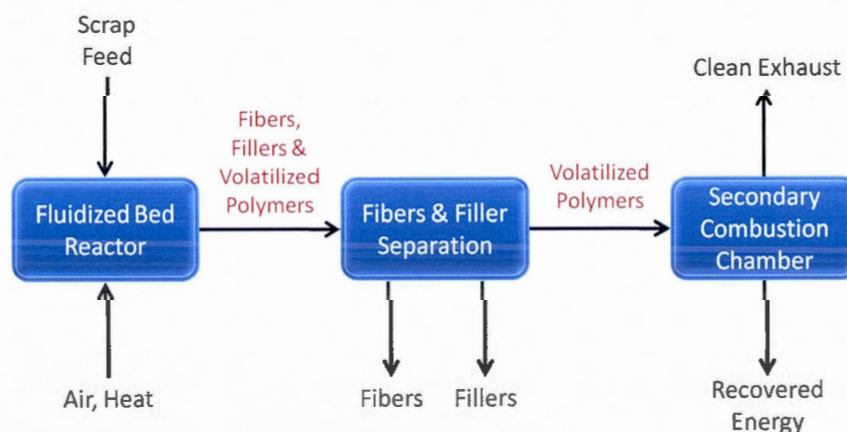 Scrap
Feed
Clean Exhaust
Fibers,
Fillers &
Volatilized
Polymers
Volatilized
Polymers
Fluidized Bed
Reactor
Fibers & Filler
Separation
Secondary
Combustion
Chamber
Air, Heat
Fibers
Fillers
Recovered
Energy